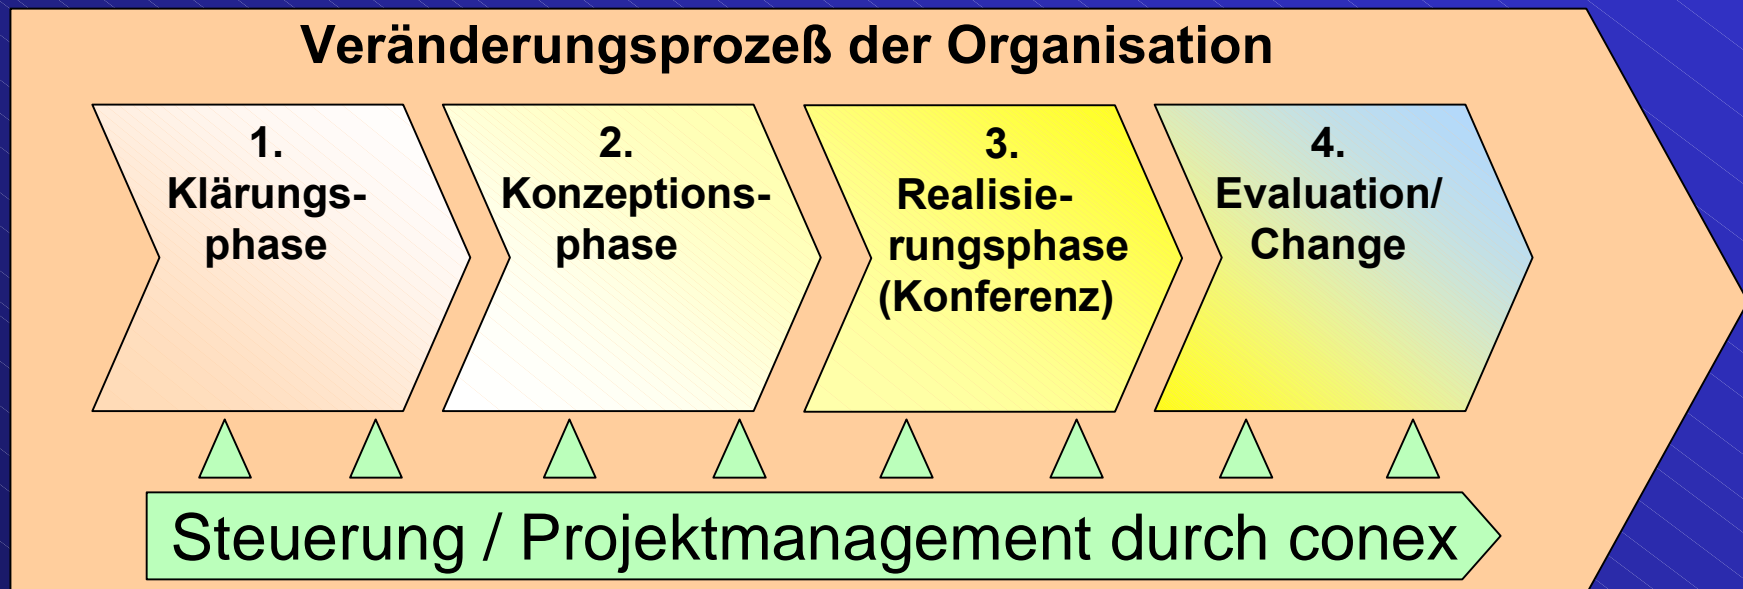 Veränderungsprozeß der Organisation
1.
Klärungs-
phase
2.
Konzeptions-
phase
3.
Realisie-
rungsphase
(Konferenz)
4.
Evaluation/
Change
Steuerung / Projektmanagement durch conex